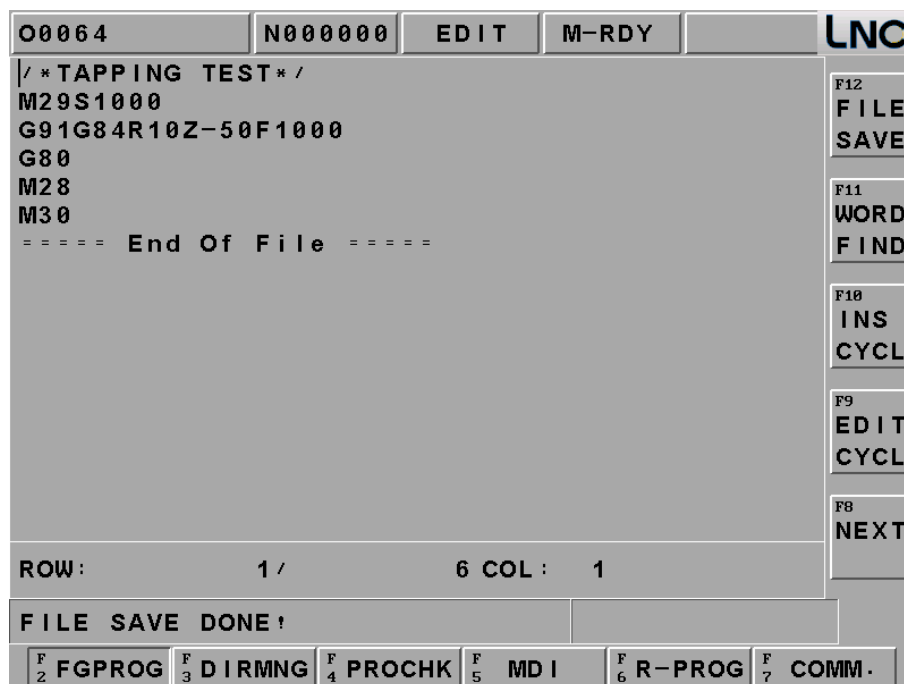 O0064 N000000 EDIT M-RDY LNC
/*TAPPING TEST*/
M29S1000
G91G84R10Z-50F1000
G80
M28
M30
===== End Of File =====
F12
FILE
SAVE
F11
WORD
FIND
F10
INS
CYCL
F9
EDIT
CYCL
F8
NEXT
ROW: 1/ 6 COL: 1
FILE SAVE DONE!
F2 FGPROG F3 DIRMNG F4 PROCHK F5 MDI F6 R-PROG F7 COMM.